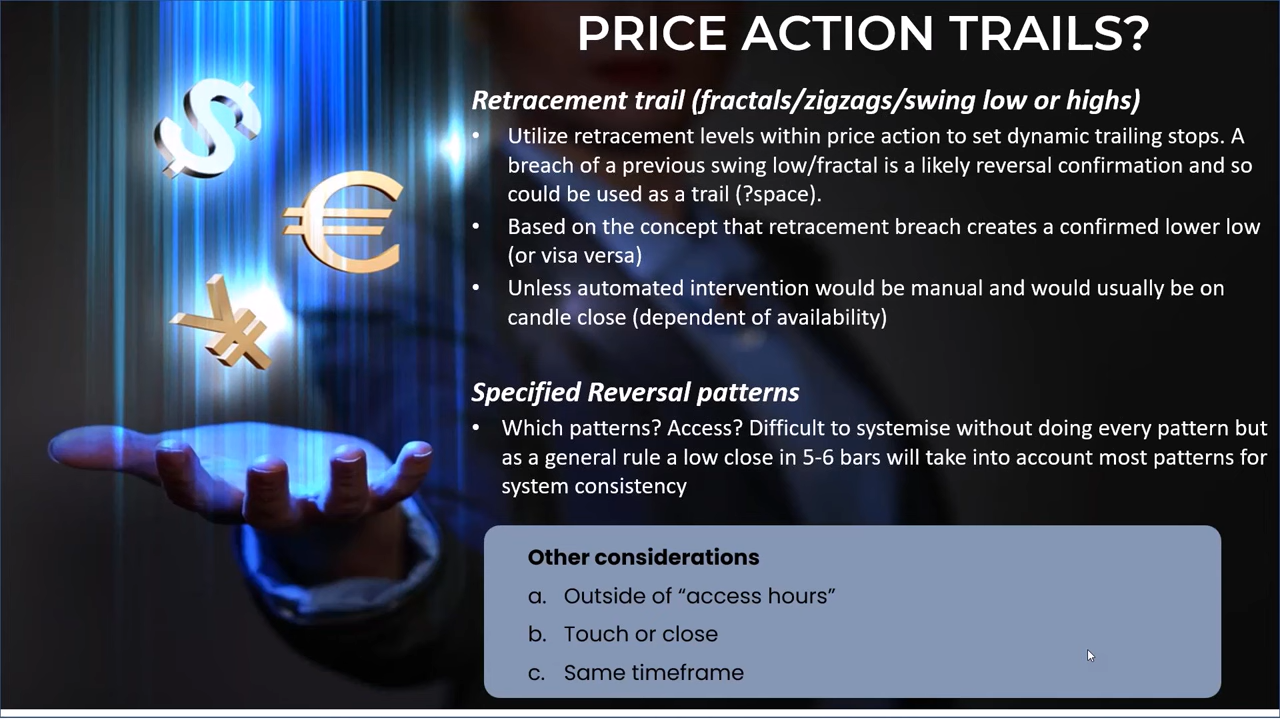 PRICE ACTION TRAILS?
Retracement trail (fractals/zigzags/swing low or highs)
• Utilize retracement levels within price action to set dynamic trailing stops. A
breach of a previous swing low/fractal is a likely reversal confirmation and so
could be used as a trail (?space).
• Based on the concept that retracement breach creates a confirmed lower low
(or visa versa)
• Unless automated intervention would be manual and would usually be on
candle close (dependent of availability)
Specified Reversal patterns
• Which patterns? Access? Difficult to systemise without doing every pattern but
as a general rule a low close in 5-6 bars will take into account most patterns for
system consistency
Other considerations
a. Outside of “access hours”
b. Touch or close
c. Same timeframe